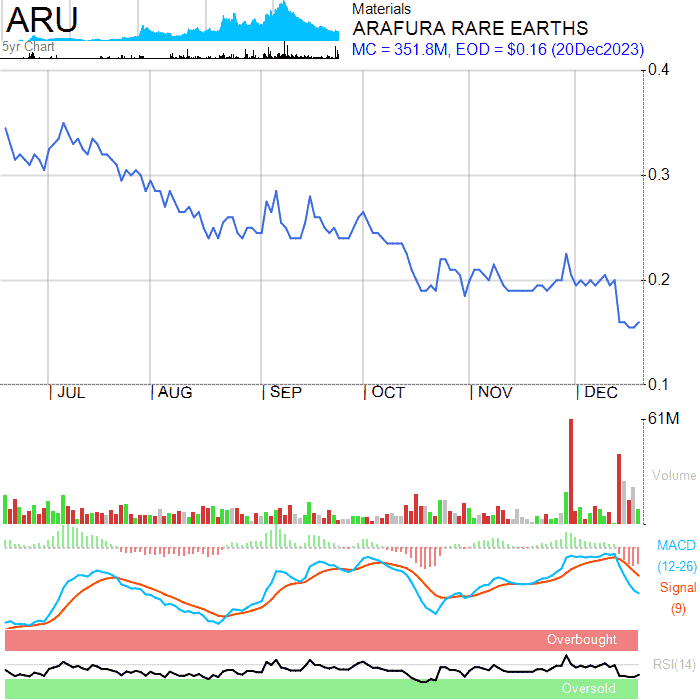 ARU
5yr Chart
Materials
ARAFURA RARE EARTHS
MC = 351.8M, EOD = $0.16 (20Dec2023)
0.4
0.3
0.2
0.1
JUL AUG SEP OCT NOV DEC
61M
Volume
MACD
(12-26)
Signal
(9)
Overbought
RSI(14)
Oversold